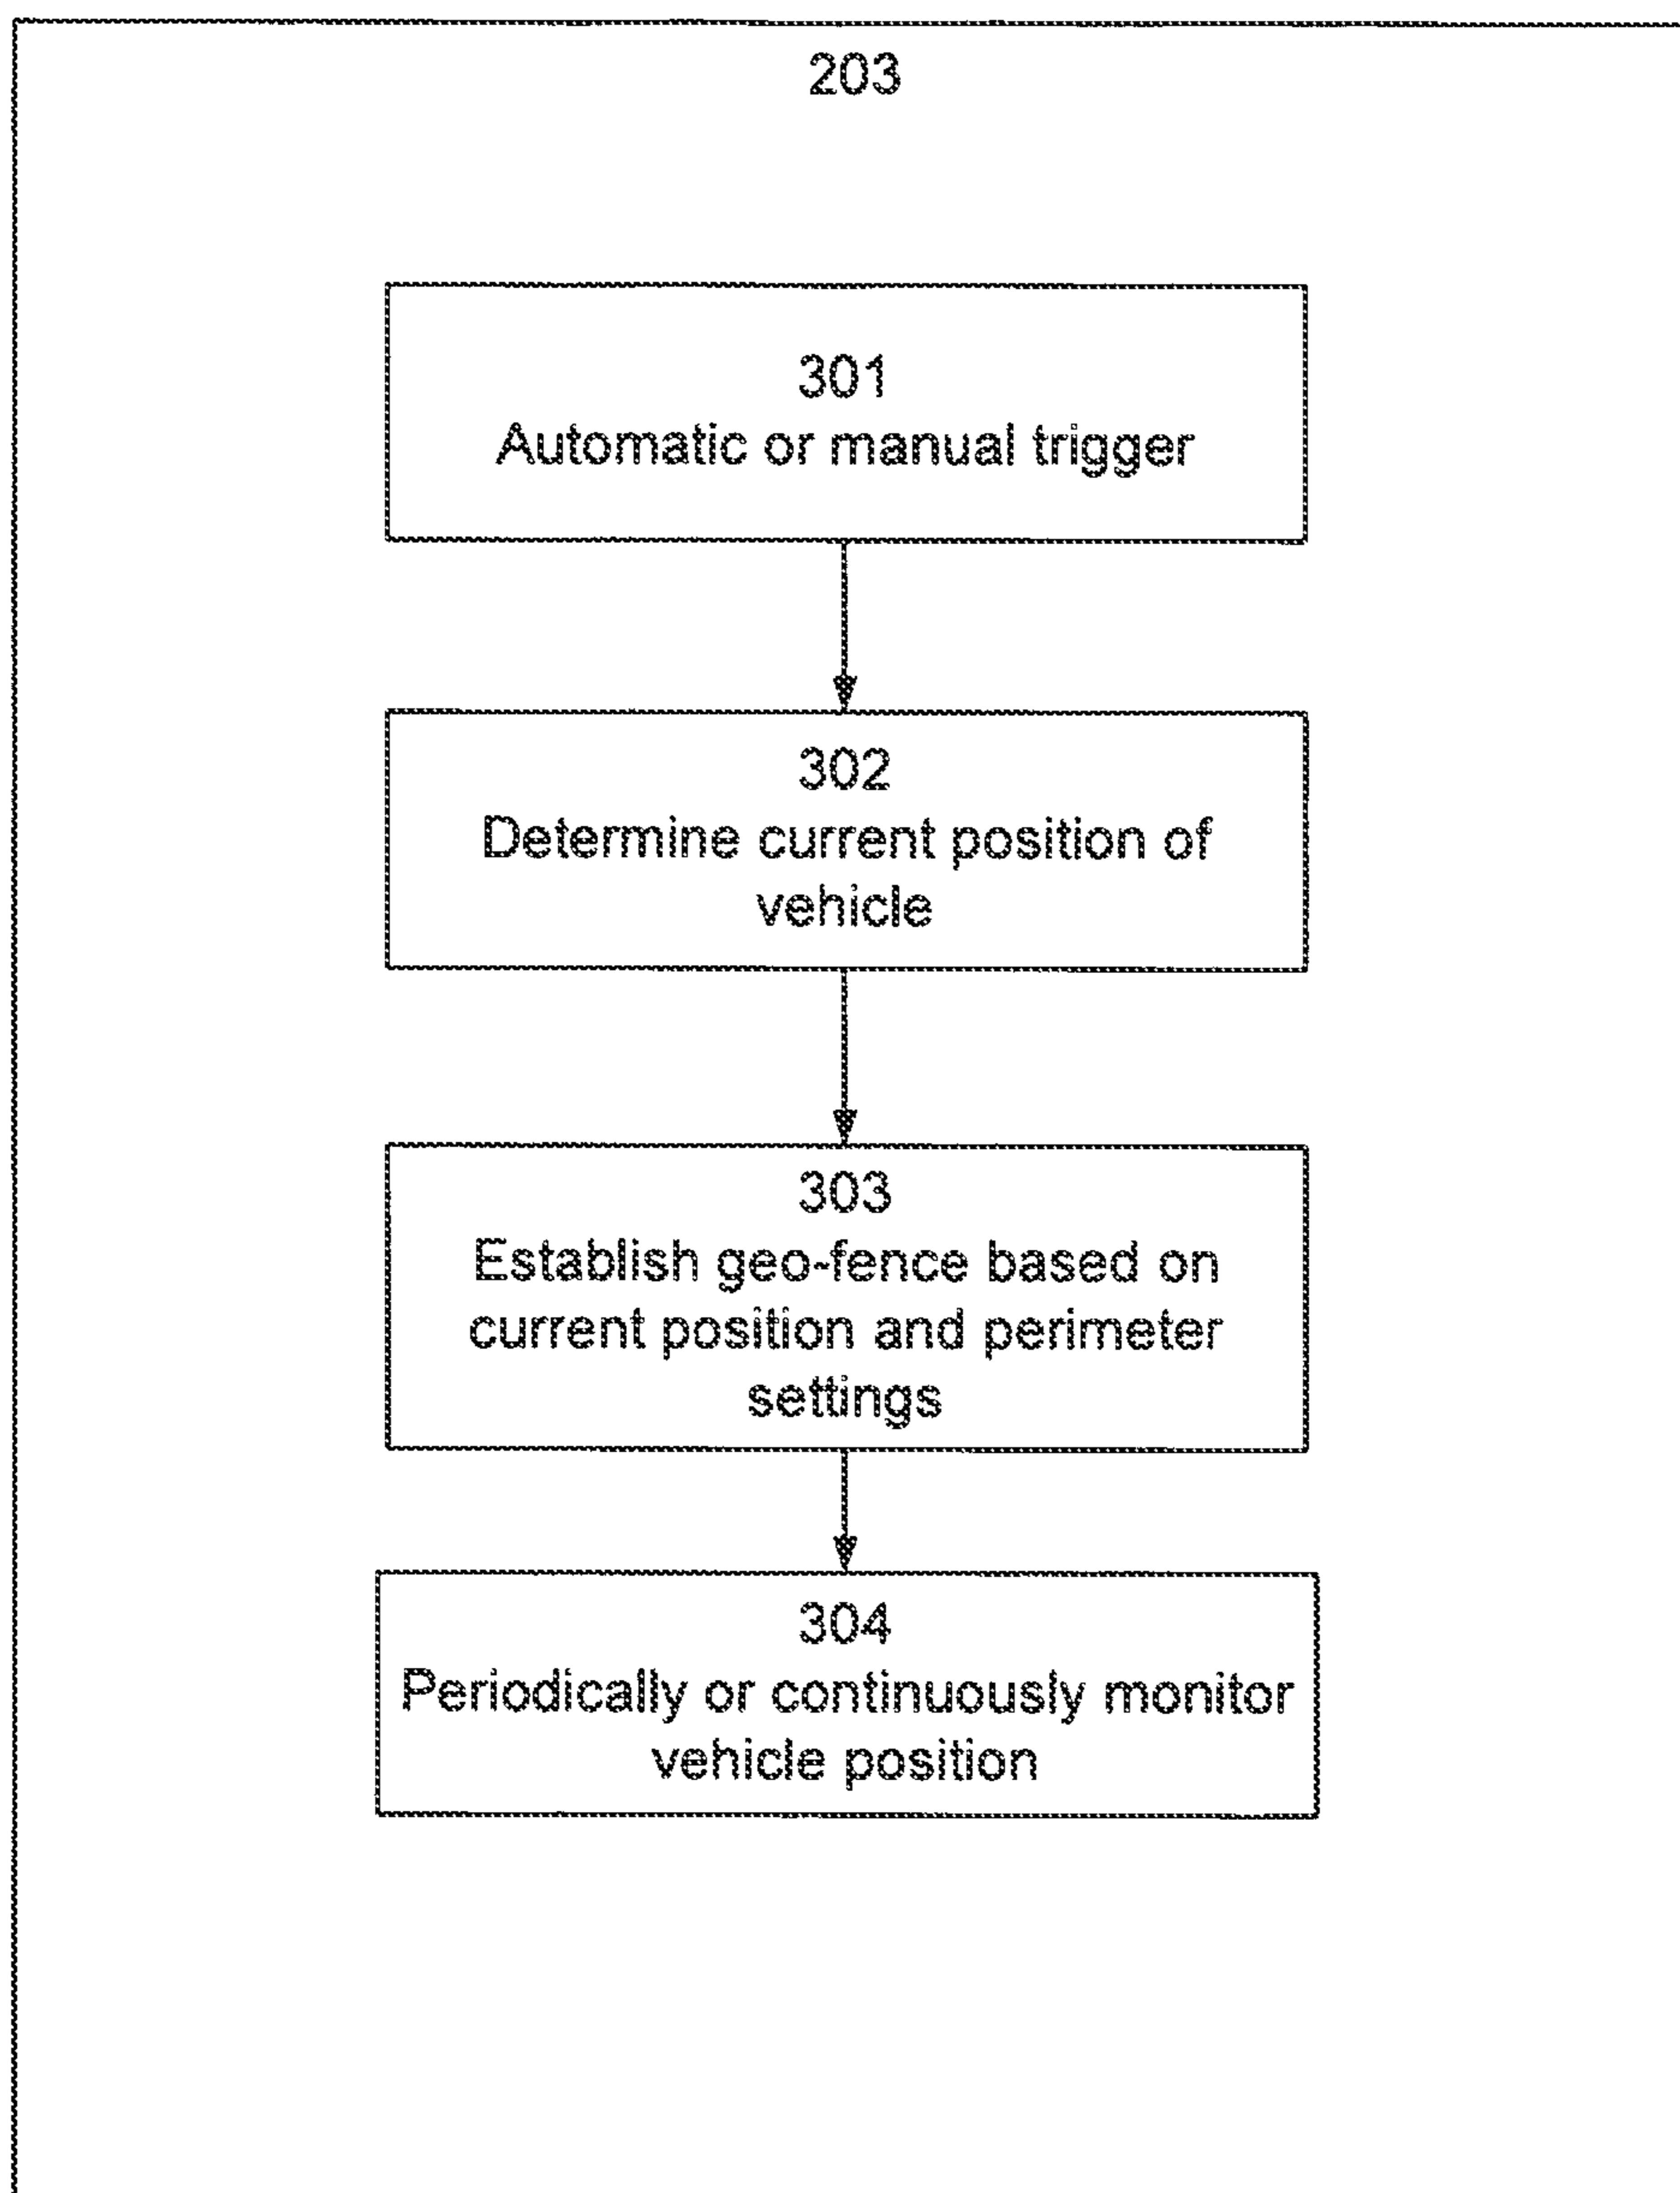 203
301
Automatic or manual trigger
302
Determine current position of
vehicle
303
Establish geo-fence based on
current position and perimeter
settings
304
Periodically or continuously monitor
vehicle position